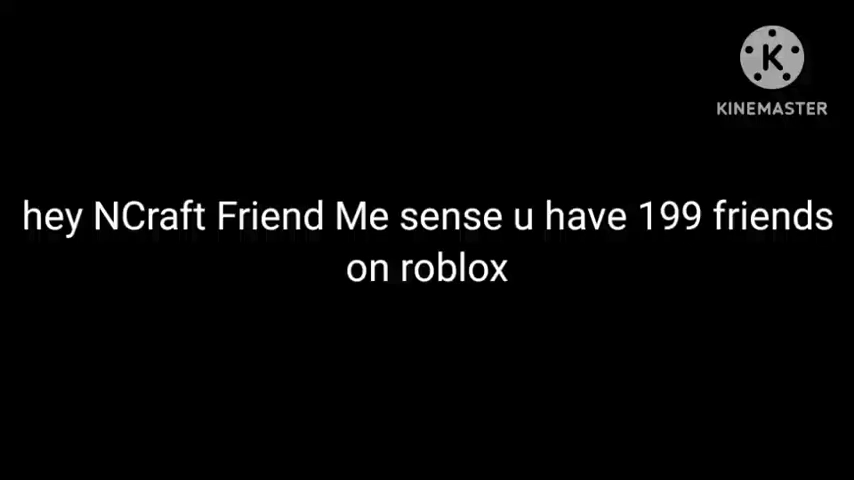 KINEMASTER
hey NCraft Friend Me sense u have 199 friends
on roblox